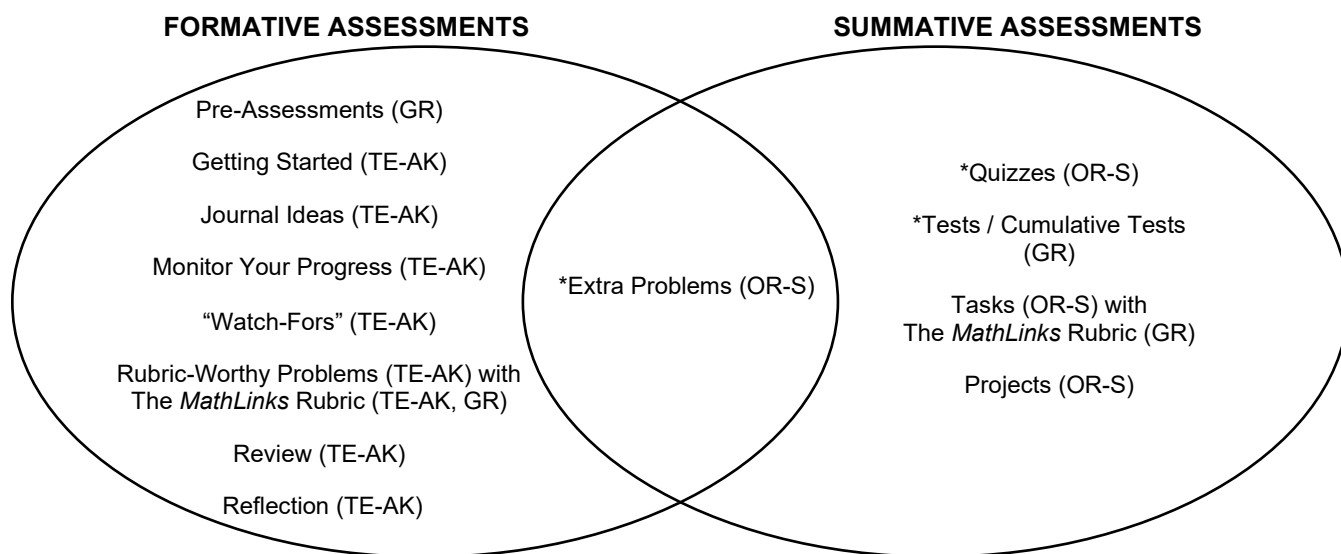 FORMATIVE ASSESSMENTS
Pre-Assessments (GR)
Getting Started (TE-AK)
Journal Ideas (TE-AK)
Monitor Your Progress (TE-AK)
“Watch-Fors” (TE-AK)
Rubric-Worthy Problems (TE-AK) with
The MathLinks Rubric (TE-AK, GR)
Review (TE-AK)
Reflection (TE-AK)
*Extra Problems (OR-S)
SUMMATIVE ASSESSMENTS
*Quizzes (OR-S)
*Tests / Cumulative Tests
(GR)
Tasks (OR-S) with
The MathLinks Rubric (GR)
Projects (OR-S)